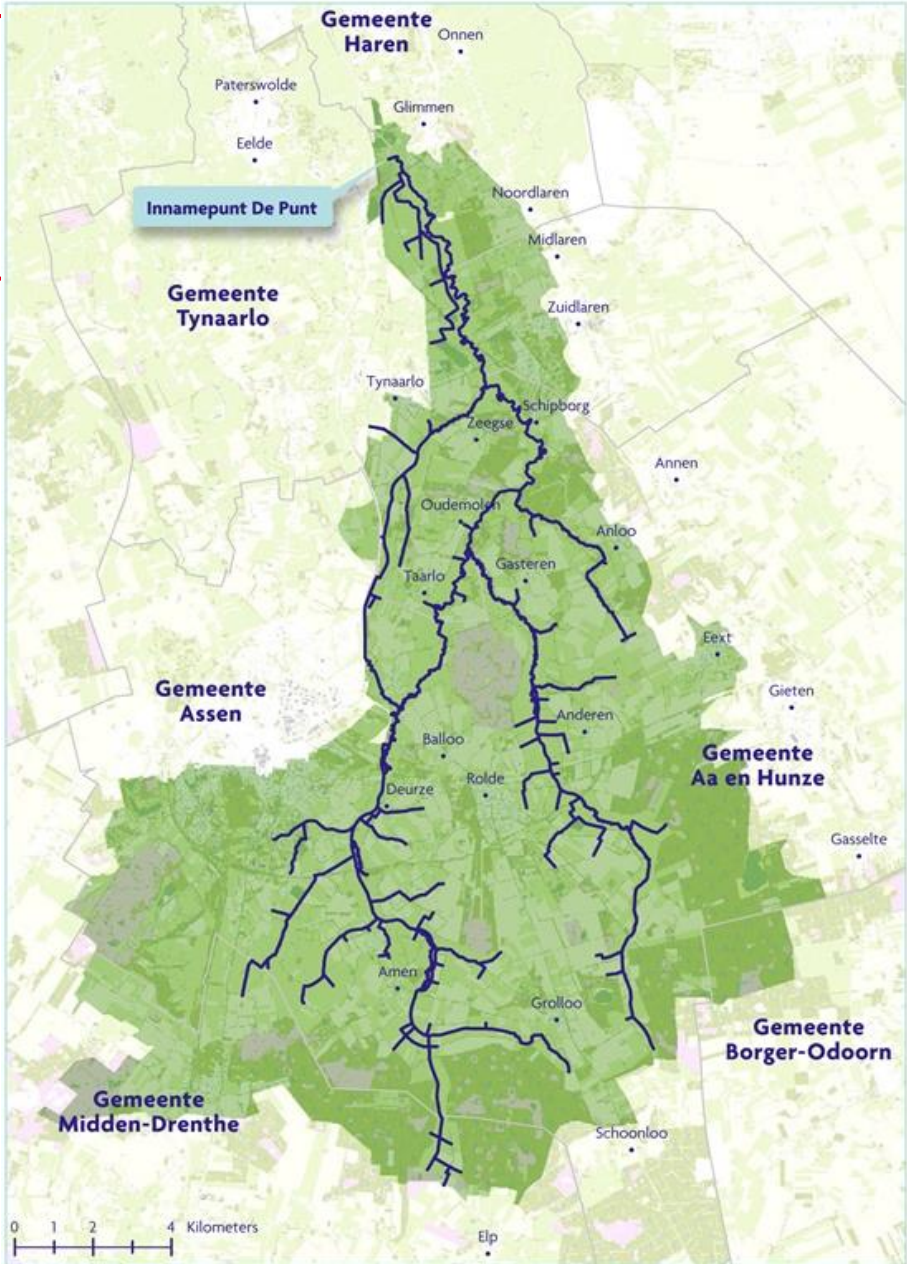 Gemeente
Haren
Onnen
Paterswolde
Glimmen
Eelde
Noordlaren
Innamepunt De Punt
Midlaren
Gemeente
Tynaarlo
Zuidlaren
Tynaarlo
Schipborg
Zeegse
Annen
Oudemolen
Anloo
Gasteren
Taarlo
Eext
Gemeente
Assen
Gieten
Anderen
Balloo
Gemeente
Aa en Hunze
Rolde
Deurze
Gasselte
Amen
Grolloo
Gemeente
Borger-Odoorn
Gemeente
Midden-Drenthe
Schoonloo
0 1 2 4 Kilometers
Elp